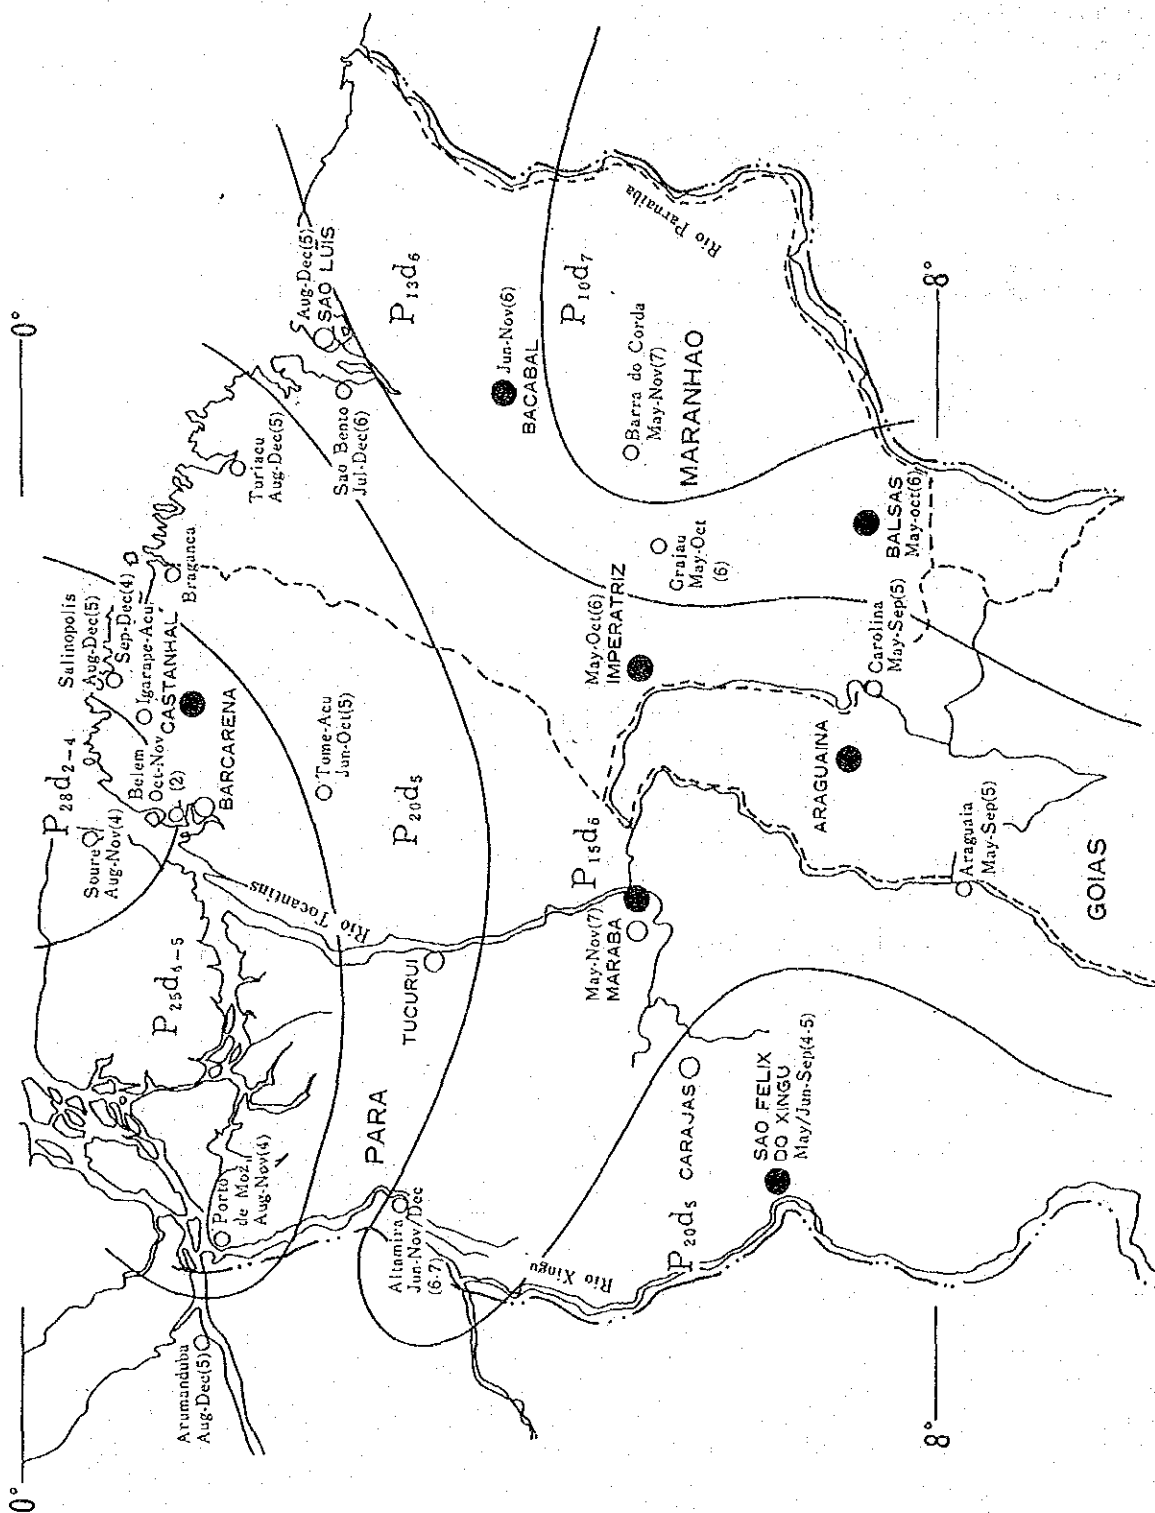 0°
0°
Arumanduba
Aug-Dec(5)
Porto
de Moz
Aug-Nov(4)
P25d4-5
Soure
Aug-Nov(4)
P28d2-4
Belem
Oct-Nov
(2)
BARCARENA
Salinopolis
Aug-Dec(5)
Sep-Dec(4)
Igarape-Acu
CASTANHAL
Braganca
Turiacu
Aug-Dec(5)
Sao Bento
Jul-Dec(6)
Aug-Dec(5)
SAO LUIS
P13d6
PARA
Altamira
Jun-Nov/Dec
(6-7)
TUCURUI
Rio Tocantins
P20d5
Tome-Acu
Jun-Oct(5)
Jun-Nov(6)
BACABAL
P10d7
Rio Parnaiba
Rio Xingu
May-Nov(7)
MARABA
P15d6
May-Oct(6)
IMPERATRIZ
Grajau
May-Oct
(6)
Barra do Corda
May-Nov(7)
MARANHAO
P20d5
CARAJAS
SAO FELIX
DO XINGU
May/Jun-Sep(4-5)
ARAGUAINA
Carolina
May-Sep(5)
BALSAS
May-oct(6)
8°
8°
Araguaia
May-Sep(5)
GOIAS